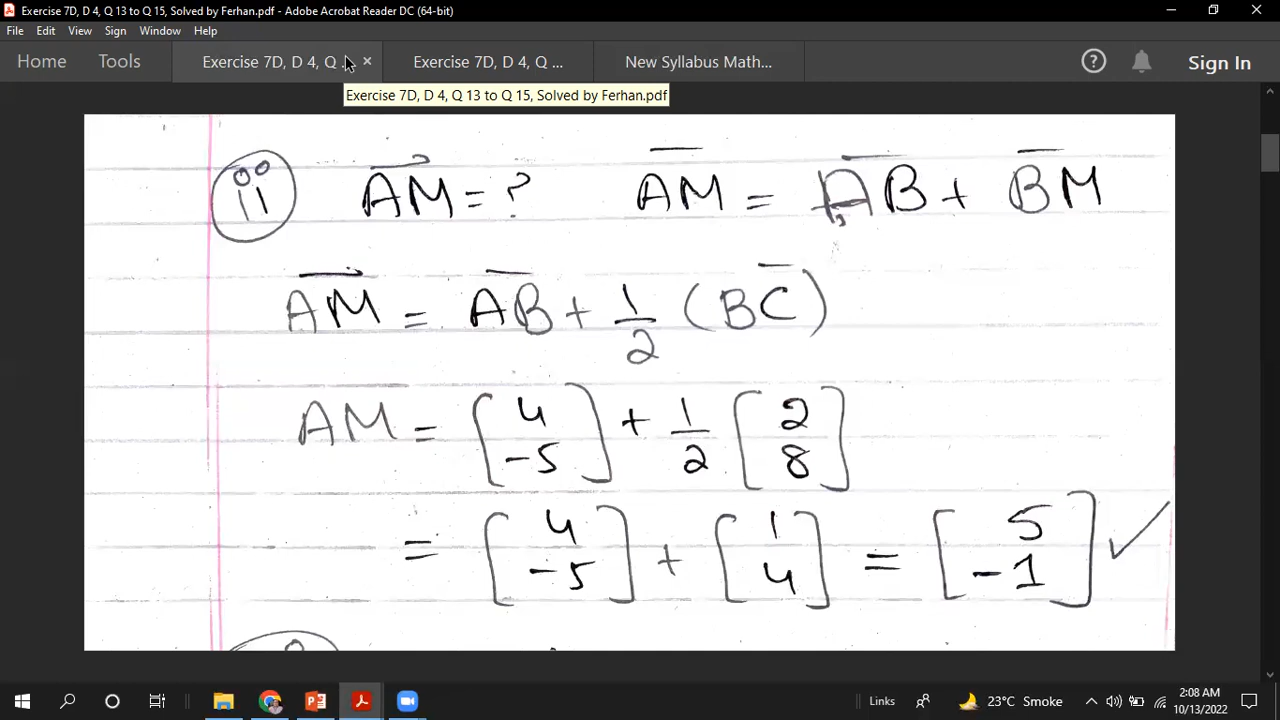 Exercise 7D, D 4, Q 13 to Q 15, Solved by Ferhan.pdf - Adobe Acrobat Reader DC (64-bit)
File Edit View Sign Window Help
Home Tools Exercise 7D, D 4, Q ... × Exercise 7D, D 4, Q ... New Syllabus Math... ? Sign In
Exercise 7D, D 4, Q 13 to Q 15, Solved by Ferhan.pdf
ii AM = ? AM = AB + BM
AM = AB + 1/2 (BC)
AM = [4 -5] + 1/2 [2 8]
= [4 -5] + [1 4] = [5 -1] ✓
Links 23°C Smoke 2:08 AM
10/13/2022